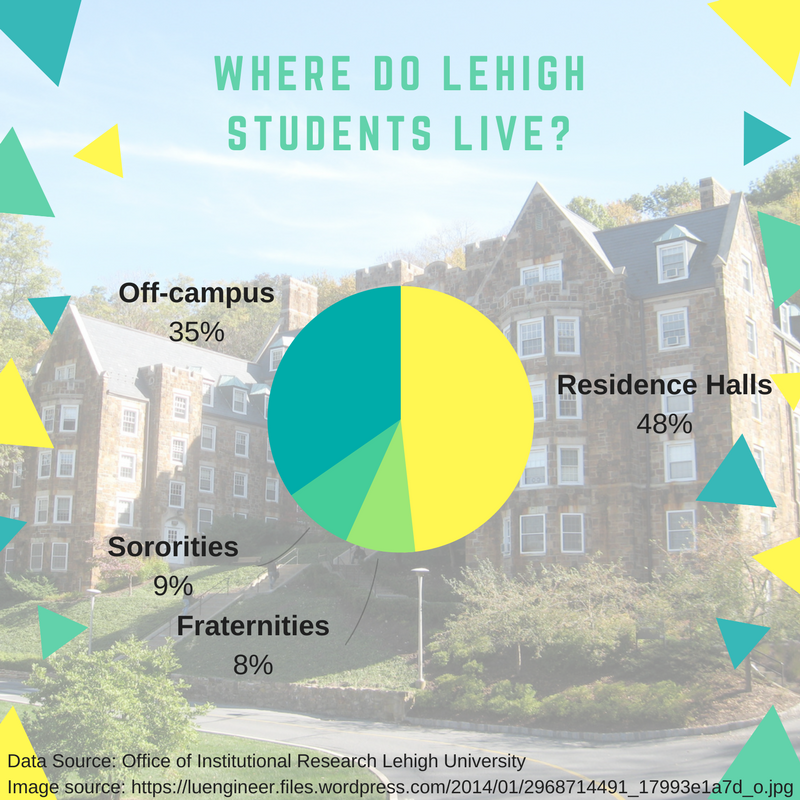 WHERE DO LEHIGH
STUDENTS LIVE?
Off-campus
35%
Residence Halls
48%
Sororities
9%
Fraternities
8%
Data Source: Office of Institutional Research Lehigh University
Image source: https://luengineer.files.wordpress.com/2014/01/2968714491_17993e1a7d_o.jpg